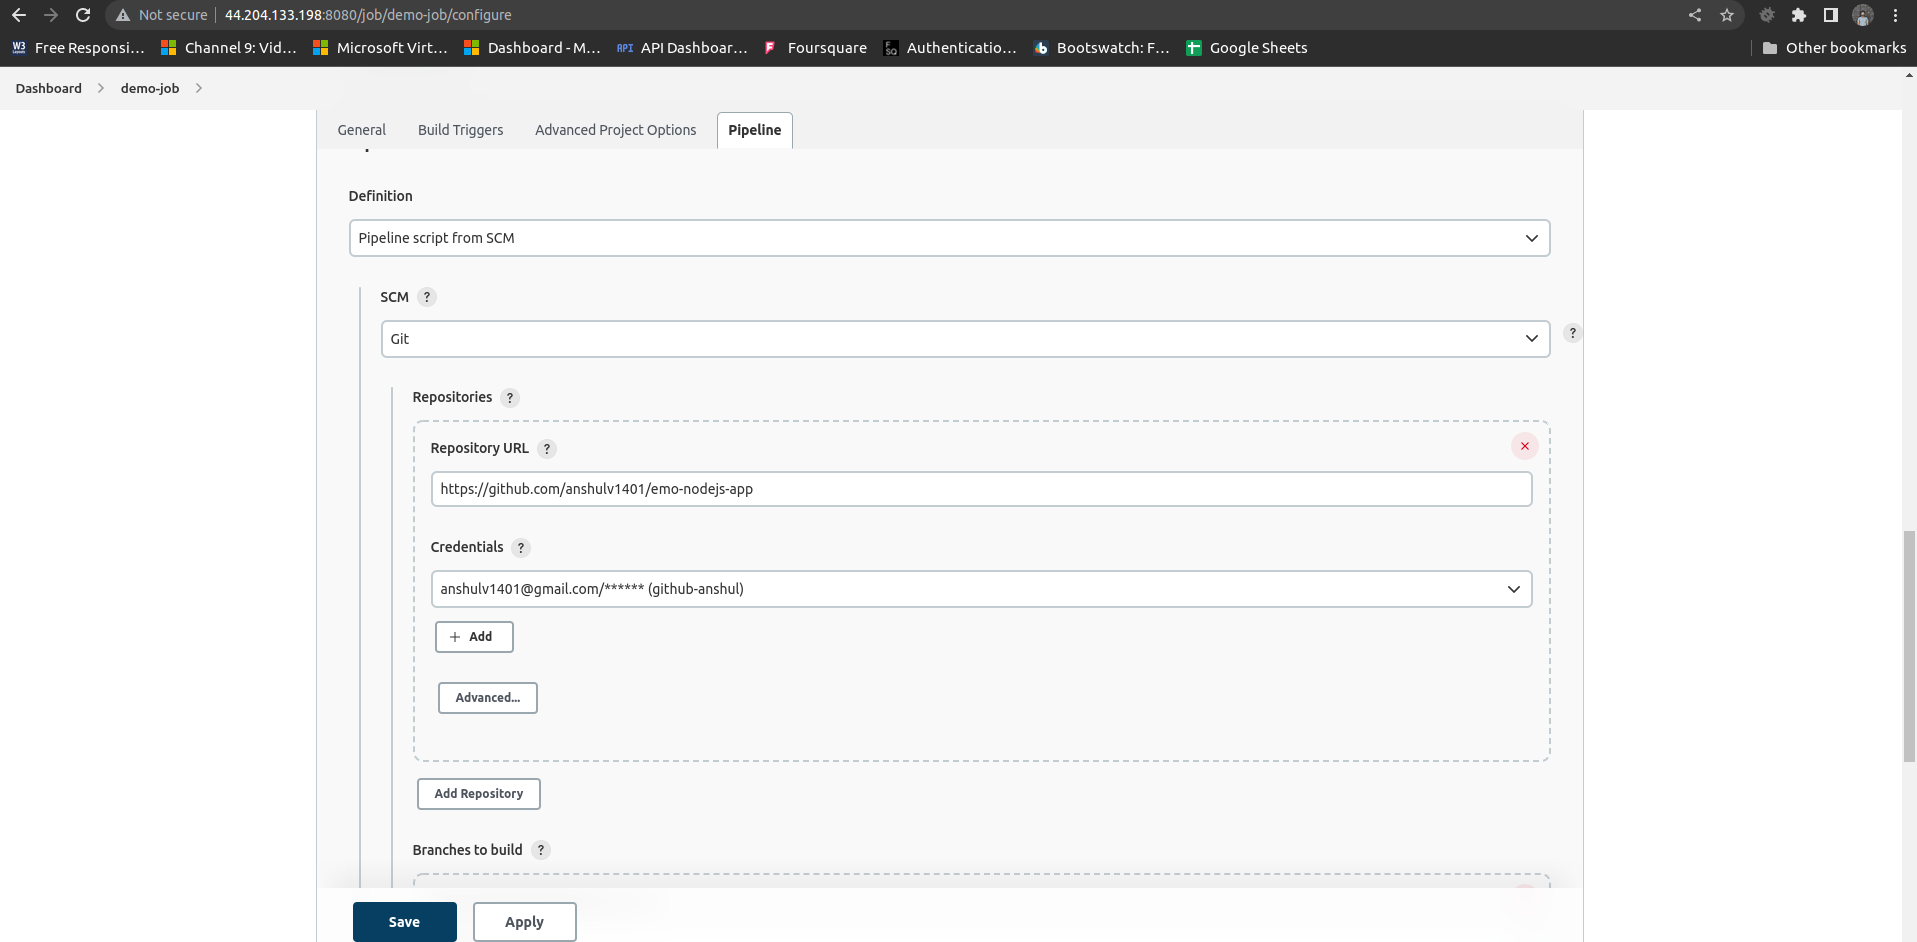 Not secure 44.204.133.198:8080/job/demo-job/configure
W3 Free Responsi... Channel 9: Vid... Microsoft Virt... Dashboard - M... API API Dashboar... Foursquare FSQ Authenticatio... Bootswatch: F... Google Sheets Other bookmarks
Dashboard demo-job
General Build Triggers Advanced Project Options Pipeline
Definition
Pipeline script from SCM
SCM ?
Git
?
Repositories ?
Repository URL ?
https://github.com/anshulv1401/emo-nodejs-app
Credentials ?
anshulv1401@gmail.com/****** (github-anshul)
+ Add
Advanced...
Add Repository
Branches to build ?
Save Apply